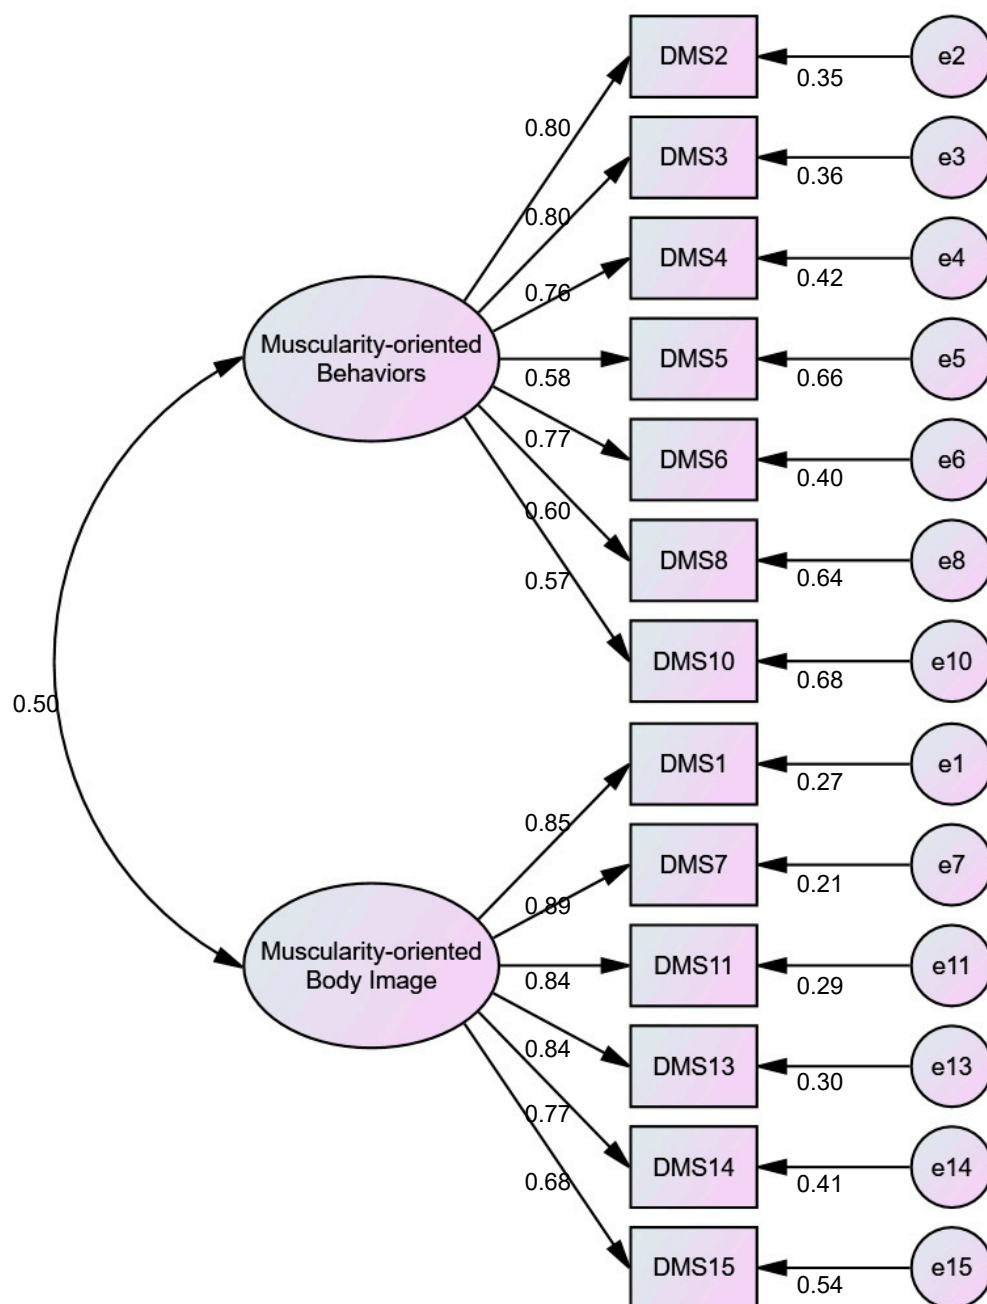 DMS2
e2
0.35
0.80
DMS3
e3
0.36
0.80
DMS4
e4
0.42
0.76
Muscularity-oriented
Behaviors
DMS5
e5
0.66
0.58
DMS6
e6
0.40
0.77
DMS8
e8
0.64
0.60
DMS10
e10
0.68
0.57
0.50
DMS1
e1
0.27
0.85
DMS7
e7
0.21
0.89
Muscularity-oriented
Body Image
DMS11
e11
0.29
0.84
DMS13
e13
0.30
0.84
DMS14
e14
0.41
0.77
DMS15
e15
0.54
0.68